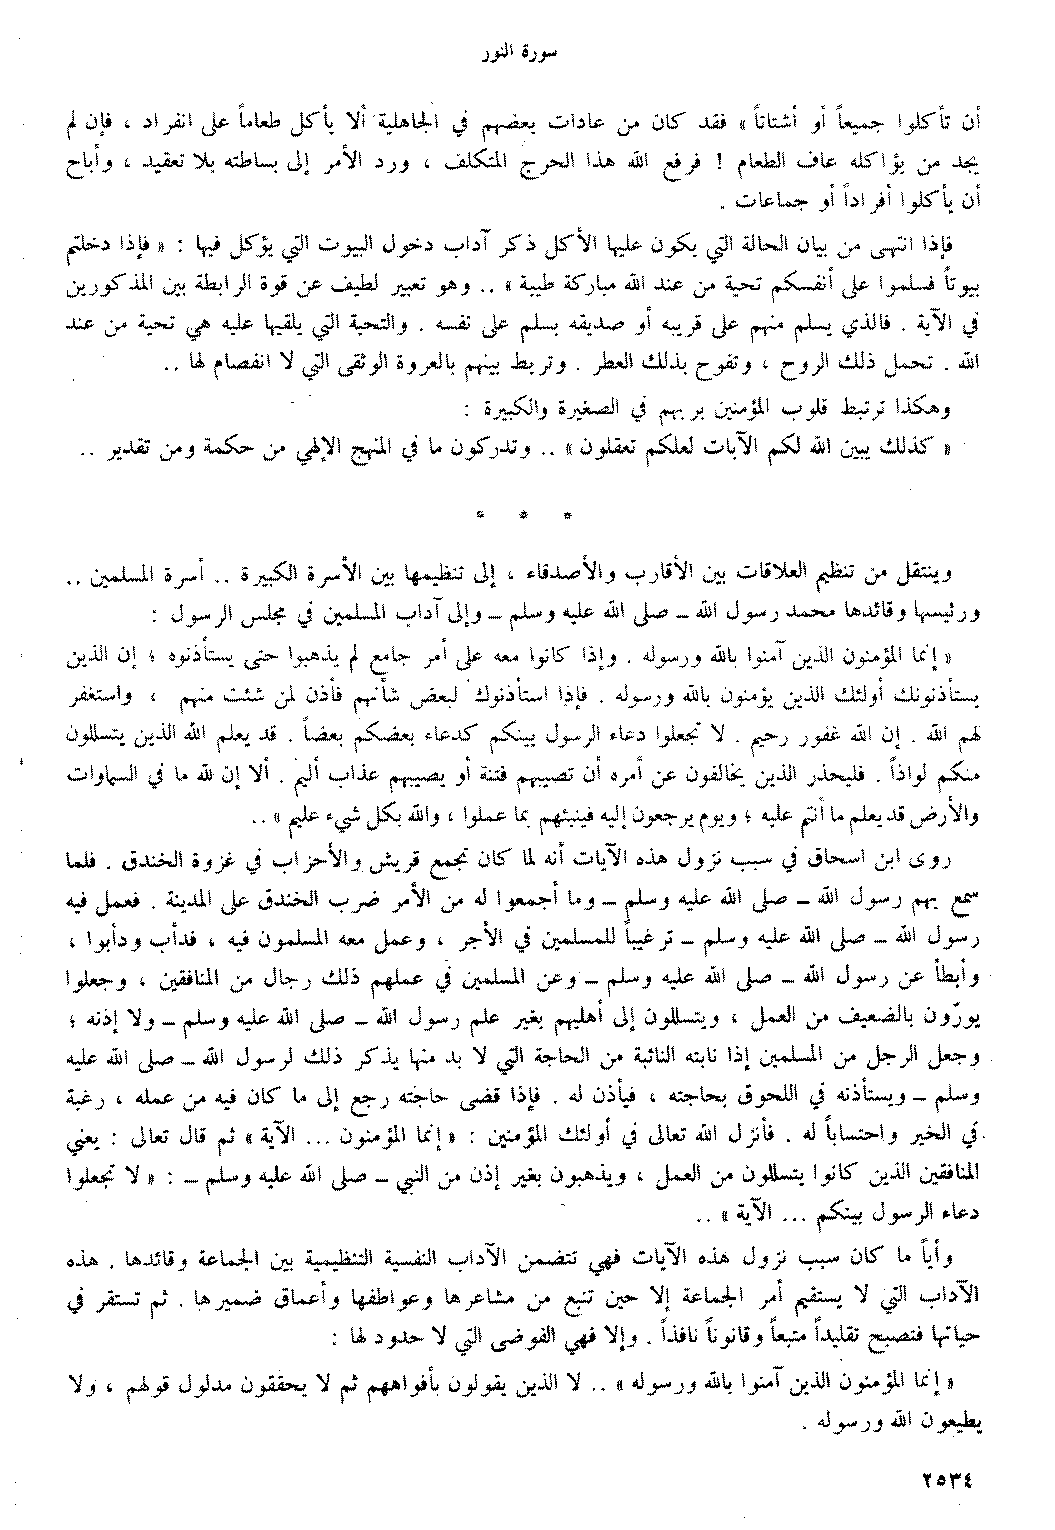 سورة النور
أن تأكلوا جميعاً أو أشتاتاً » فقد كان من عادات بعضهم في الجاهلية ألا يأكل طعاماً على انفراد ، فإن لم
يجد من يؤاكله عاف الطعام ! فرفع الله هذا الحرج المتكلف ، ورد الأمر إلى بساطته بلا تعقيد ، وأباح
أن يأكلوا أفراداً أو جماعات .
فإذا انتهى من بيان الحالة التي يكون عليها الأكل ذكر آداب دخول البيوت التي يؤكل فيها : « فإذا دخلتم
بيوتاً فسلموا على أنفسكم تحية من عند الله مباركة طيبة » .. وهو تعبير لطيف عن قوة الرابطة بين المذكورين
في الآية . فالذي يسلم منهم على قريبه أو صديقه يسلم على نفسه . والتحية التي يلقيها عليه هي تحية من عند
الله . تحمل ذلك الروح ، وتفوح بذلك العطر . وتربط بينهم بالعروة الوثقى التي لا انفصام لها ..
وهكذا ترتبط قلوب المؤمنين بربهم في الصغيرة والكبيرة :
« كذلك يبين الله لكم الآيات لعلكم تعقلون » .. وتدركون ما في المنهج الإلهي من حكمة ومن تقدير ..
* * *
وينتقل من تنظيم العلاقات بين الأقارب والأصدقاء ، إلى تنظيمها بين الأسرة الكبيرة .. أسرة المسلمين ..
ورئيسها وقائدها محمد رسول الله – صلى الله عليه وسلم – وإلى آداب المسلمين في مجلس الرسول :
« إنما المؤمنون الذين آمنوا بالله ورسوله . وإذا كانوا معه على أمر جامع لم يذهبوا حتى يستأذنوه ؛ إن الذين
يستأذنونك أولئك الذين يؤمنون بالله ورسوله . فإذا استأذنوك لبعض شأنهم فأذن لمن شئت منهم ، واستغفر
لهم الله . إن الله غفور رحيم . لا تجعلوا دعاء الرسول بينكم كدعاء بعضكم بعضاً . قد يعلم الله الذين يتسللون
منكم لواذاً . فليحذر الذين يخالفون عن أمره أن تصيبهم فتنة أو يصيبهم عذاب أليم . ألا إن لله ما في السماوات
والأرض قد يعلم ما أنتم عليه ؛ ويوم يرجعون إليه فينبئهم بما عملوا ، والله بكل شيء عليم » ..
روى ابن اسحاق في سبب نزول هذه الآيات أنه لما كان تجمع قريش والأحزاب في غزوة الخندق . فلما
سمع بهم رسول الله – صلى الله عليه وسلم – وما أجمعوا له من الأمر ضرب الخندق على المدينة . فعمل فيه
رسول الله – صلى الله عليه وسلم – ترغيباً للمسلمين في الأجر ، وعمل معه المسلمون فيه ، فدأب ودأبوا ،
وأبطأ عن رسول الله – صلى الله عليه وسلم – وعن المسلمين في عملهم ذلك رجال من المنافقين ، وجعلوا
يورّون بالضعيف من العمل ، ويتسللون إلى أهليهم بغير علم رسول الله – صلى الله عليه وسلم – ولا إذنه ؛
وجعل الرجل من المسلمين إذا نابته النائبة من الحاجة التي لا بد منها يذكر ذلك لرسول الله – صلى الله عليه
وسلم – ويستأذنه في اللحوق بحاجته ، فيأذن له . فإذا قضى حاجته رجع إلى ما كان فيه من عمله ، رغبة
في الخير واحتساباً له . فأنزل الله تعالى في أولئك المؤمنين : « إنما المؤمنون ... الآية » ثم قال تعالى : يعني
المنافقين الذين كانوا يتسللون من العمل ، ويذهبون بغير إذن من النبي – صلى الله عليه وسلم – : « لا تجعلوا
دعاء الرسول بينكم ... الآية » ..
وأياً ما كان سبب نزول هذه الآيات فهي تتضمن الآداب النفسية التنظيمية بين الجماعة وقائدها . هذه
الآداب التي لا يستقيم أمر الجماعة إلا حين تنبع من مشاعرها وعواطفها وأعماق ضميرها . ثم تستقر في
حياتها فتصبح تقليداً متبعاً وقانوناً نافذاً . وإلا فهي الفوضى التي لا حدود لها :
« إنما المؤمنون الذين آمنوا بالله ورسوله » .. لا الذين يقولون بأفواههم ثم لا يحققون مدلول قولهم ، ولا
يطيعون الله ورسوله .
٢٥٣٤